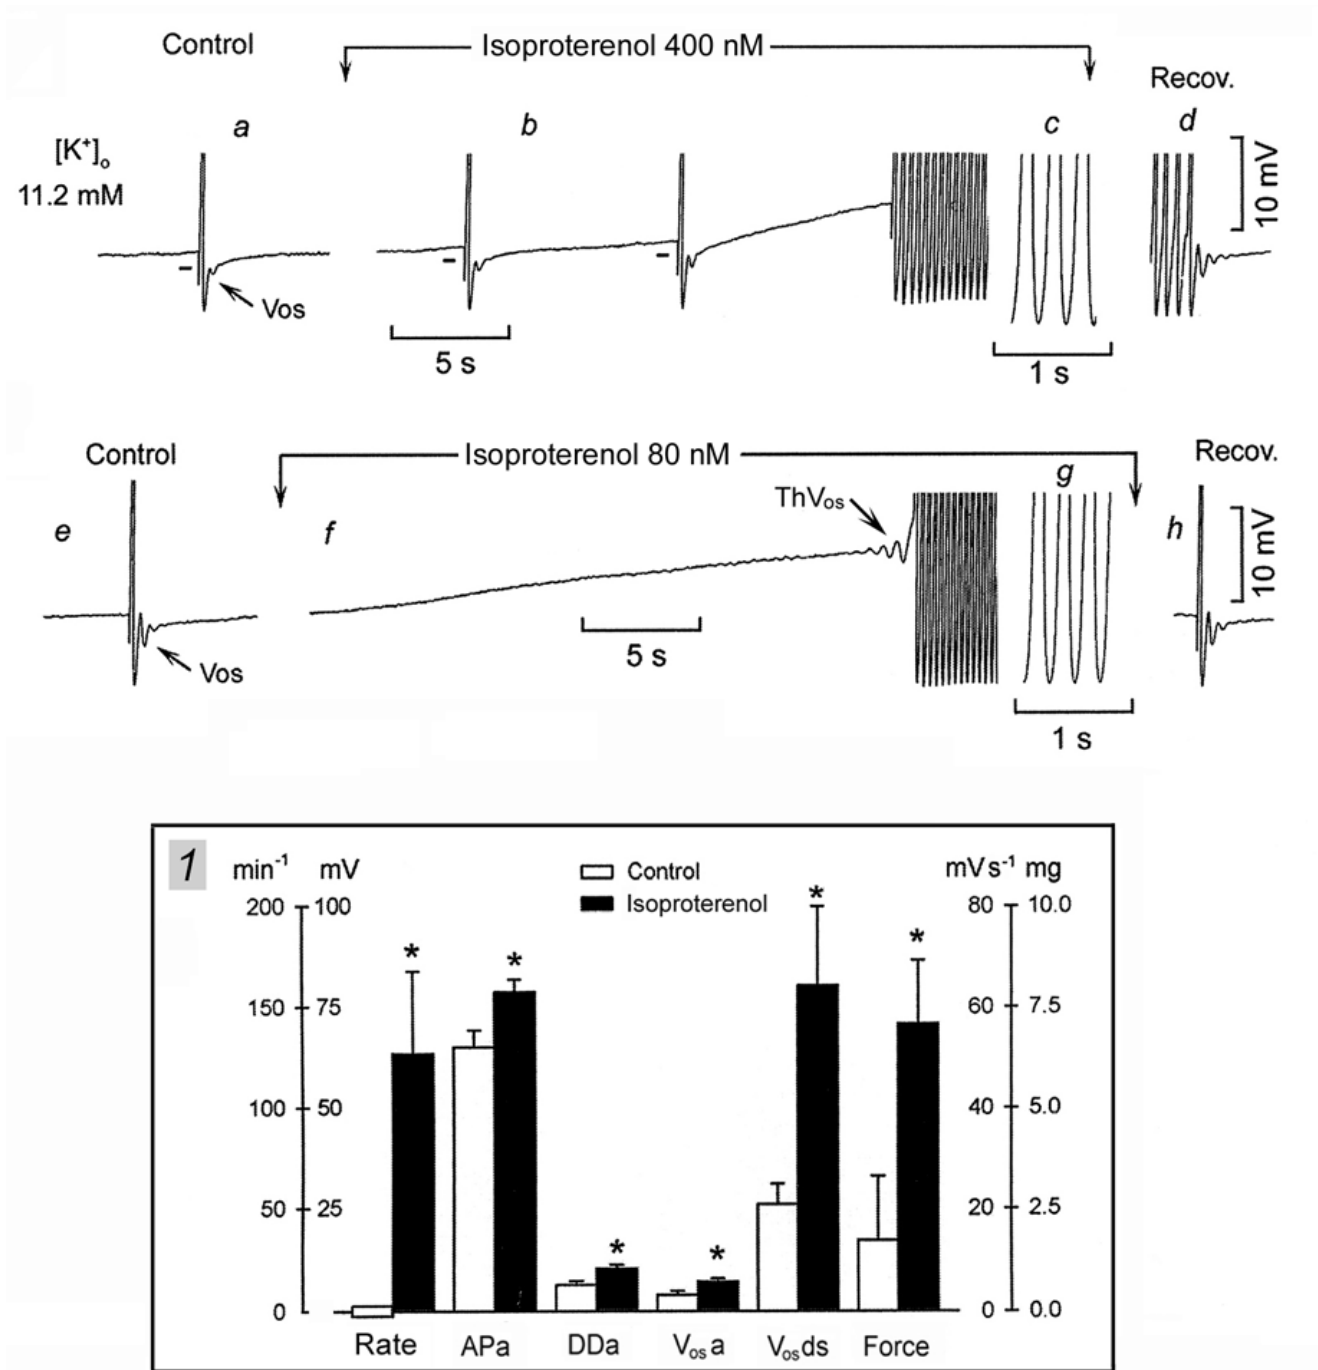 Control
Isoproterenol 400 nM
Recov.
a
b
c
d
[K⁺]ₒ
11.2 mM
10 mV
Vos
5 s
1 s
Control
Isoproterenol 80 nM
Recov.
e
f
ThVos
g
h
10 mV
Vos
5 s
1 s
1
min⁻¹ mV
Control
Isoproterenol
mVs⁻¹ mg
200 100
80 10.0
150 75
60 7.5
100 50
40 5.0
50 25
20 2.5
0
0 0.0
* * * * * *
Rate APa DDa Vosa Vosds Force